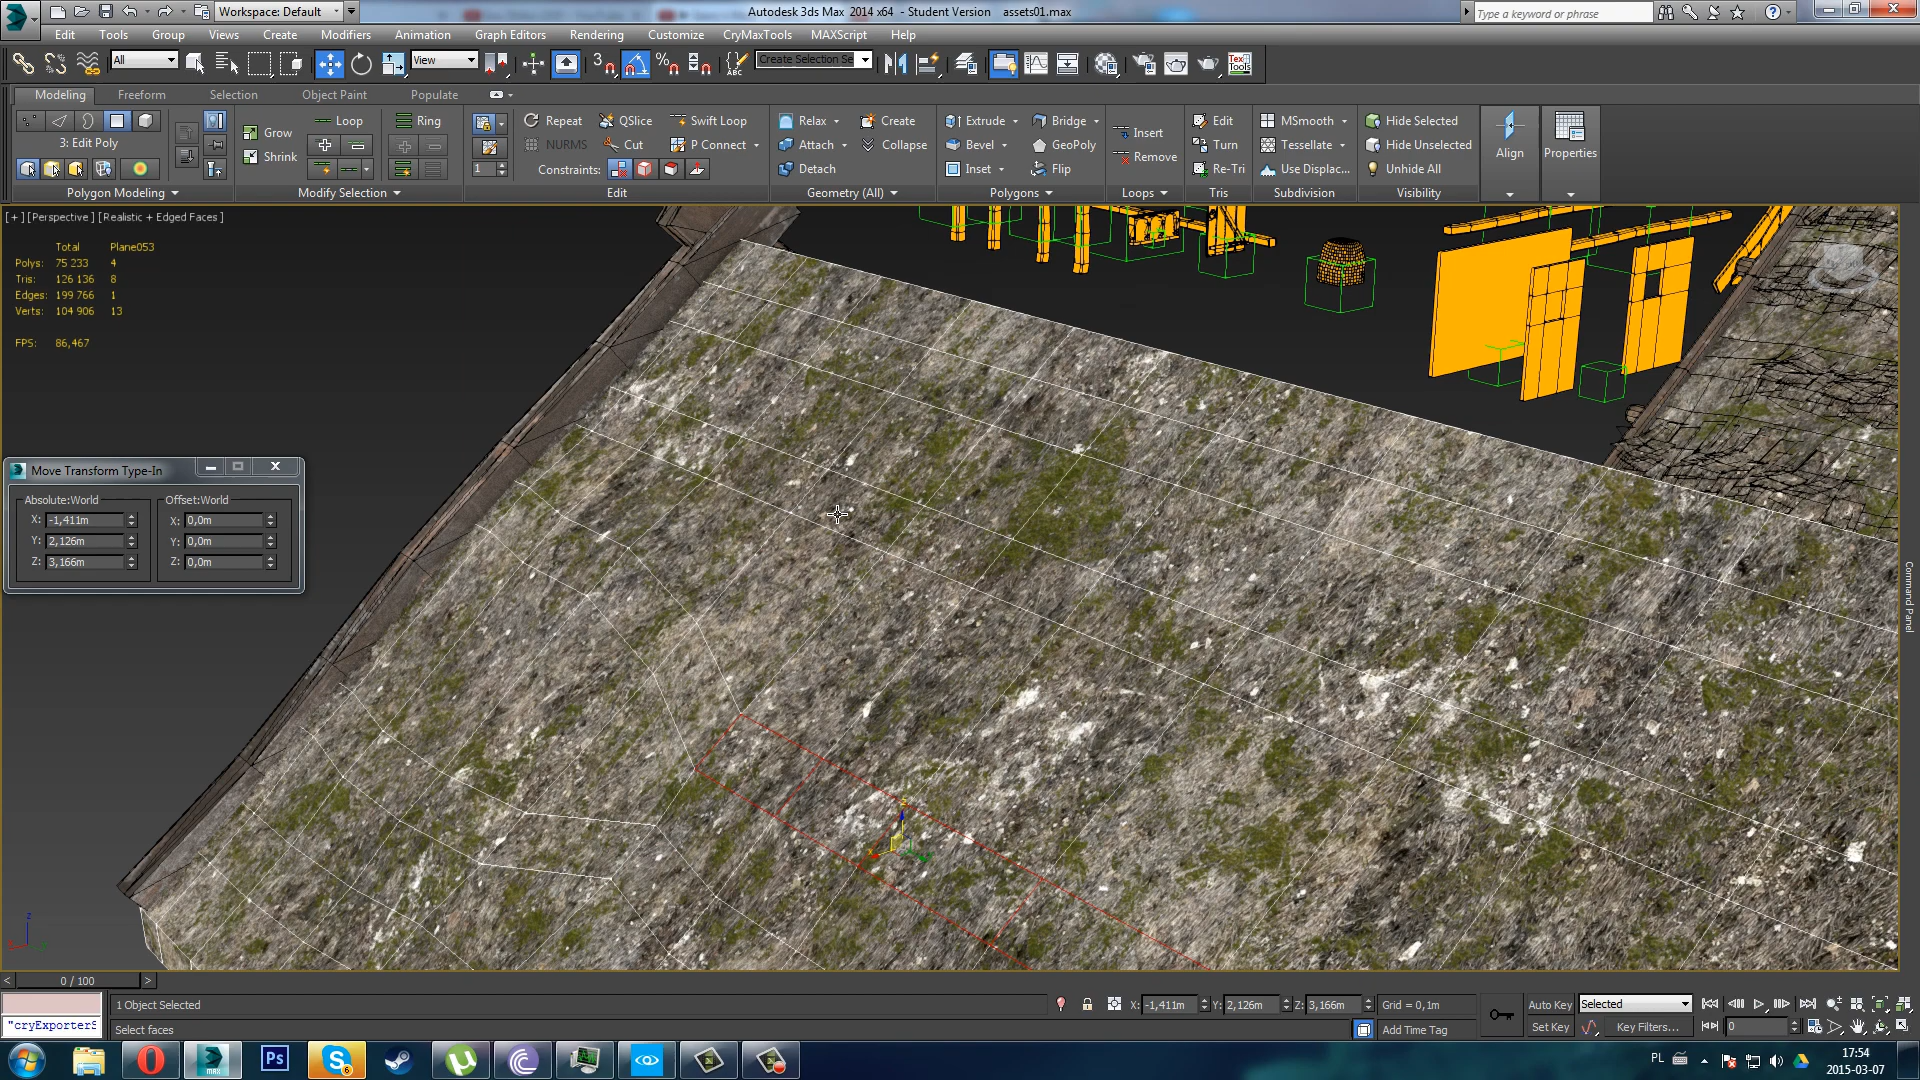 Workspace: Default
Autodesk 3ds Max 2014 x64 - Student Version assets01.max
Type a keyword or phrase
Edit Tools Group Views Create Modifiers Animation Graph Editors Rendering Customize CryMaxTools MAXScript Help
All View 3 % ABC Create Selection Se Tex Tools
Modeling Freeform Selection Object Paint Populate
Loop Ring Repeat QSlice Swift Loop Relax Create Extrude Bridge Edit MSmooth Hide Selected
Grow Insert
3: Edit Poly NURMS Cut P Connect Attach Collapse Bevel GeoPoly Turn Tessellate Hide Unselected
Shrink Remove Align Properties
1 Constraints: Detach Inset Flip Re-Tri Use Displac... Unhide All
Polygon Modeling Modify Selection Edit Geometry (All) Polygons Loops Tris Subdivision Visibility
[+] [Perspective] [Realistic + Edged Faces]
Total Plane053
Polys: 75 233 4
Tris: 126 136 8
Edges: 199 766 1
Verts: 104 906 13
FPS: 86,467
Move Transform Type-In
Absolute:World Offset:World
X: -1,411m X: 0,0m
Y: 2,126m Y: 0,0m
Z: 3,166m Z: 0,0m
Command Panel
z
0 / 100
1 Object Selected X: -1,411m Y: 2,126m Z: 3,166m Grid = 0,1m Auto Key Selected
"cryExporterS Select faces Add Time Tag Set Key Key Filters... 0
MAX Ps S 6 PL 17:54
2015-03-07